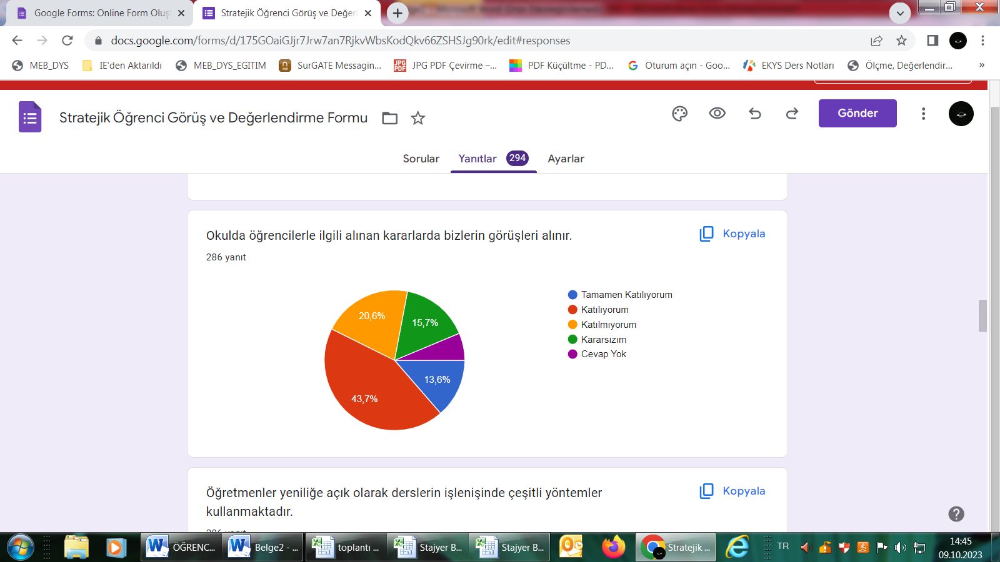 Google Forms: Online Form Oluşt
Stratejik Öğrenci Görüş ve Değerl
docs.google.com/forms/d/175GOaiGJjr7Jrw7an7RjkvWbsKodQkv66ZSHSJg90rk/edit#responses
MEB_DYS
IE'den Aktarıldı
MEB_DYS_EGITIM
SurGATE Messagin...
JPG PDF Çevirme –...
PDF Küçültme - PD...
Oturum açın - Goo...
EKYS Ders Notları
Ölçme, Değerlendir...
»
Stratejik Öğrenci Görüş ve Değerlendirme Formu
Gönder
Sorular
Yanıtlar 294
Ayarlar
Okulda öğrencilerle ilgili alınan kararlarda bizlerin görüşleri alınır.
Kopyala
286 yanıt
Tamamen Katılıyorum
Katılıyorum
Katılmıyorum
Kararsızım
Cevap Yok
20,6%
15,7%
13,6%
43,7%
Öğretmenler yeniliğe açık olarak derslerin işlenişinde çeşitli yöntemler
kullanmaktadır.
Kopyala
286 yanıt
ÖĞRENC...
Belge2 - ...
toplantı ...
Stajyer B...
Stajyer B...
Stratejik ...
TR
14:45
09.10.2023